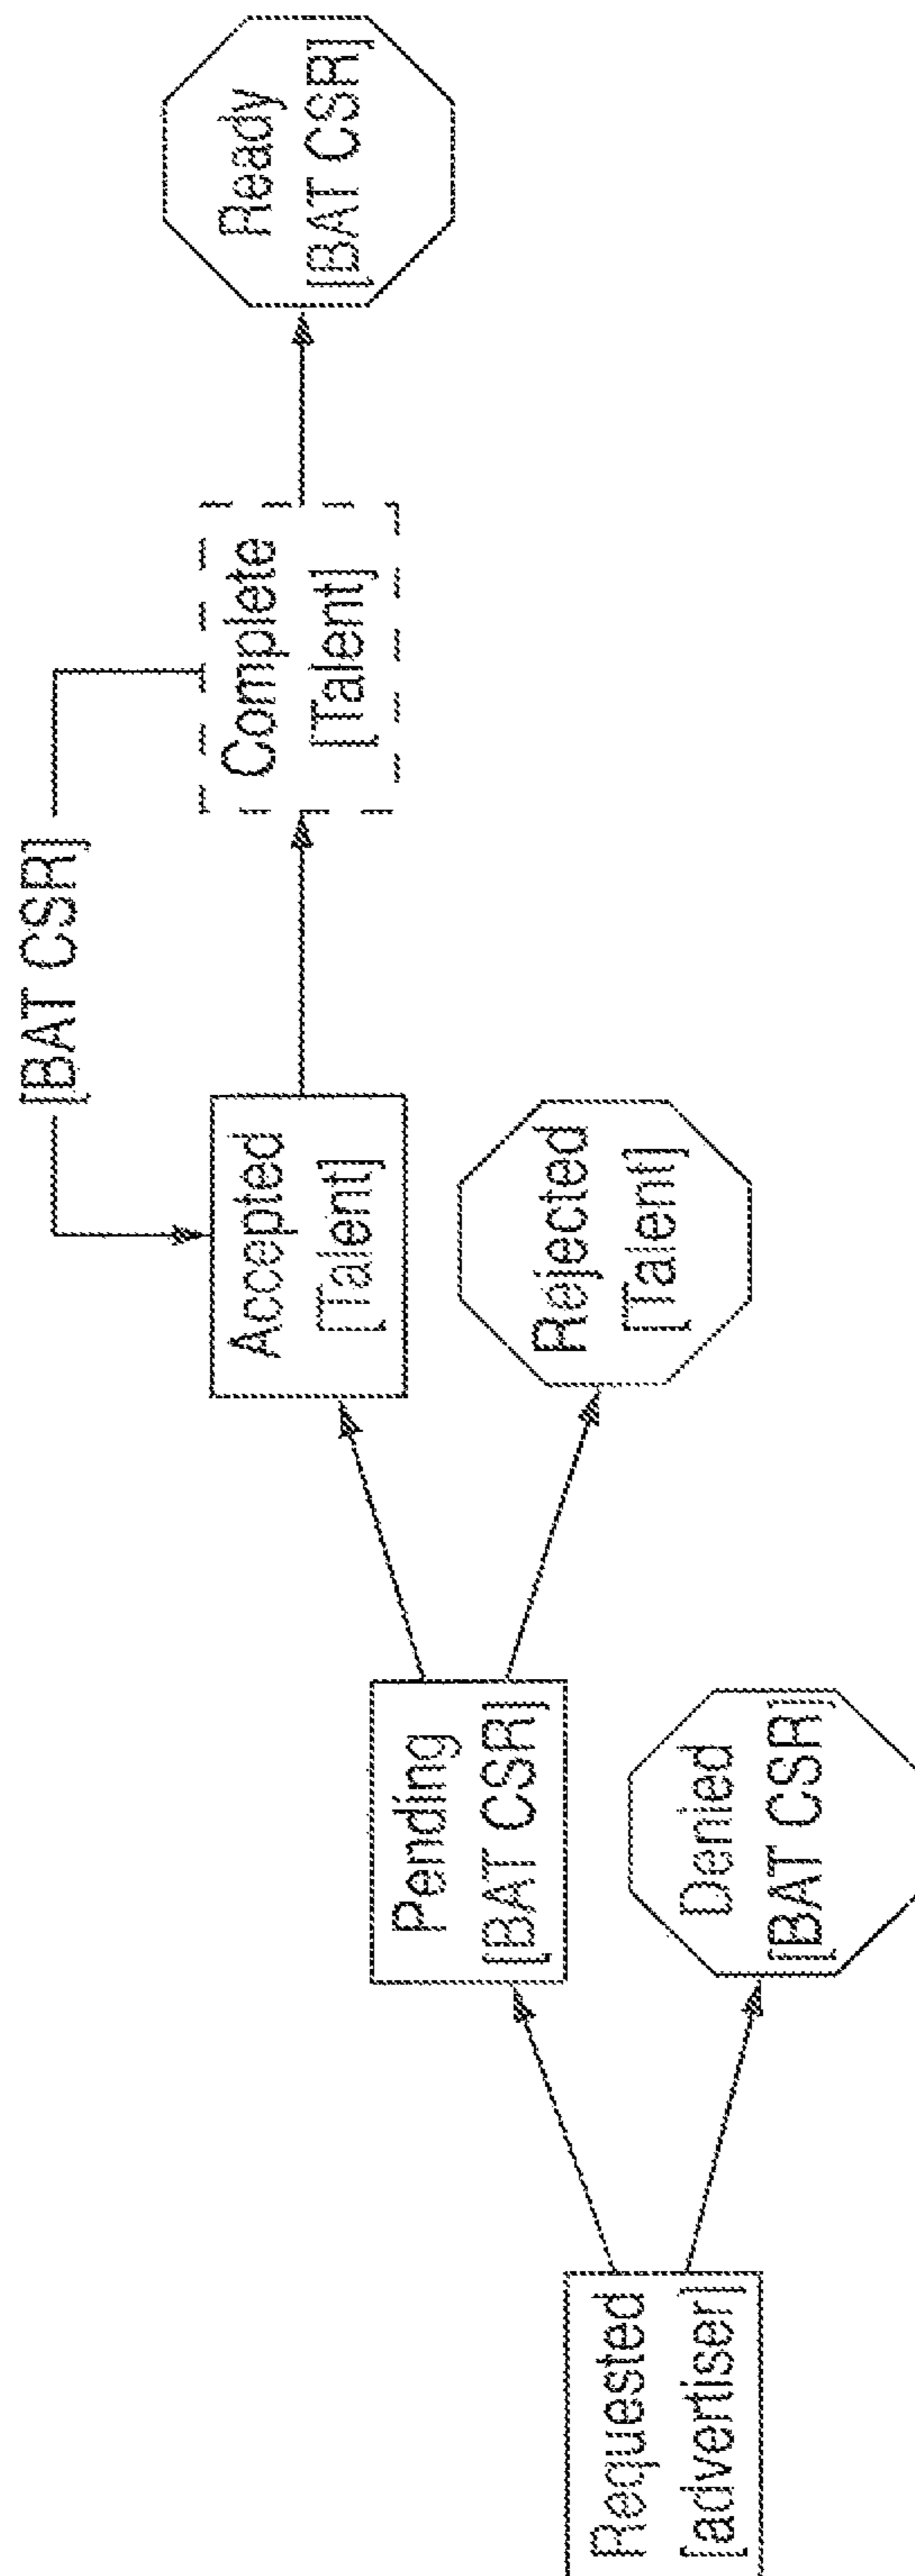 Requested
[advertiser]
Pending
[BAT CSR]
Denied
[BAT CSR]
Accepted
[Talent]
Rejected
[Talent]
[BAT CSR]
Complete
[Talent]
Ready
[BAT CSR]